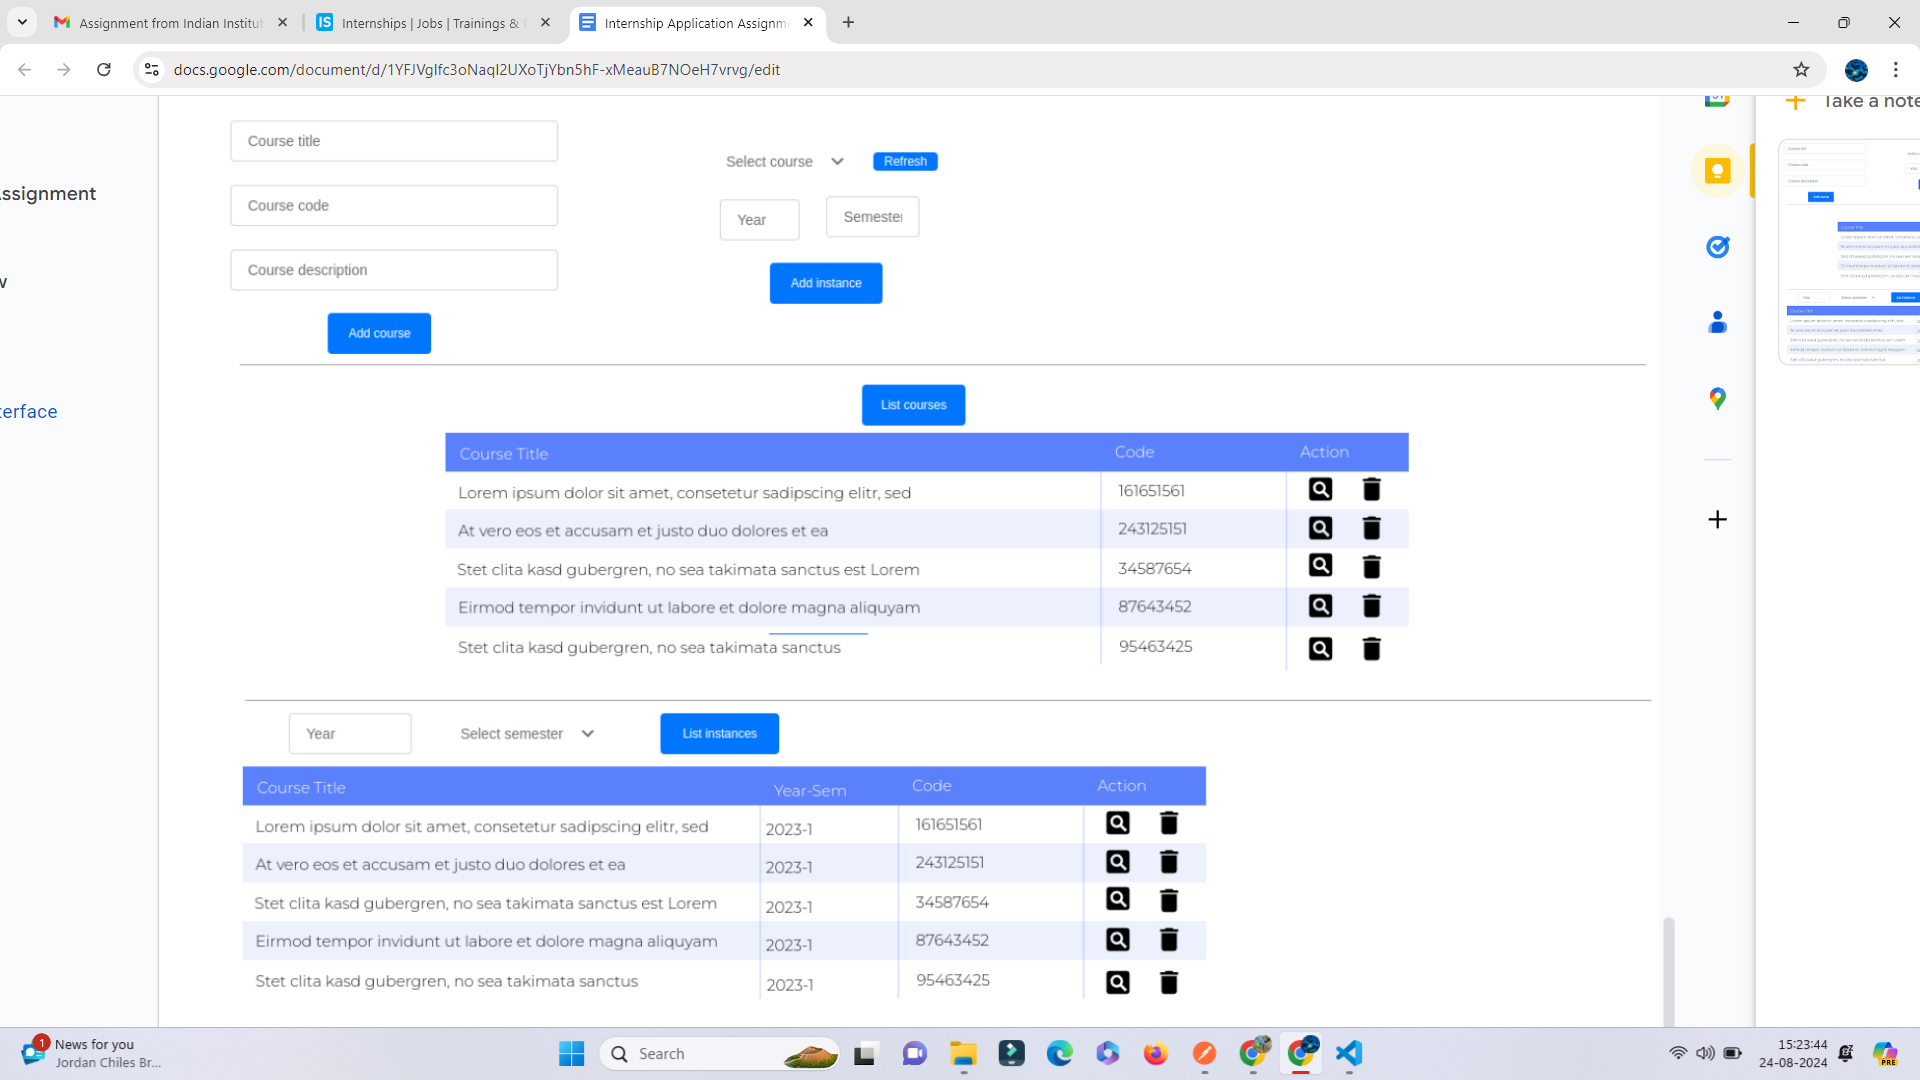 Assignment from Indian Institut
Internships | Jobs | Trainings &
Internship Application Assignm
docs.google.com/document/d/1YFJVglfc3oNaqI2UXoTjYbn5hF-xMeauB7NOeH7vrvg/edit
Take a note
ssignment
w
terface
Course title
Course code
Course description
Add course
Select course
Refresh
Year
Semester
Add instance
List courses
Course Title Code Action
Lorem ipsum dolor sit amet, consetetur sadipscing elitr, sed 161651561
At vero eos et accusam et justo duo dolores et ea 243125151
Stet clita kasd gubergren, no sea takimata sanctus est Lorem 34587654
Eirmod tempor invidunt ut labore et dolore magna aliquyam 87643452
Stet clita kasd gubergren, no sea takimata sanctus 95463425
Year Select semester List instances
Course Title Year-Sem Code Action
Lorem ipsum dolor sit amet, consetetur sadipscing elitr, sed 2023-1 161651561
At vero eos et accusam et justo duo dolores et ea 2023-1 243125151
Stet clita kasd gubergren, no sea takimata sanctus est Lorem 2023-1 34587654
Eirmod tempor invidunt ut labore et dolore magna aliquyam 2023-1 87643452
Stet clita kasd gubergren, no sea takimata sanctus 2023-1 95463425
1
News for you
Jordan Chiles Br...
Search
15:23:44
24-08-2024
PRE